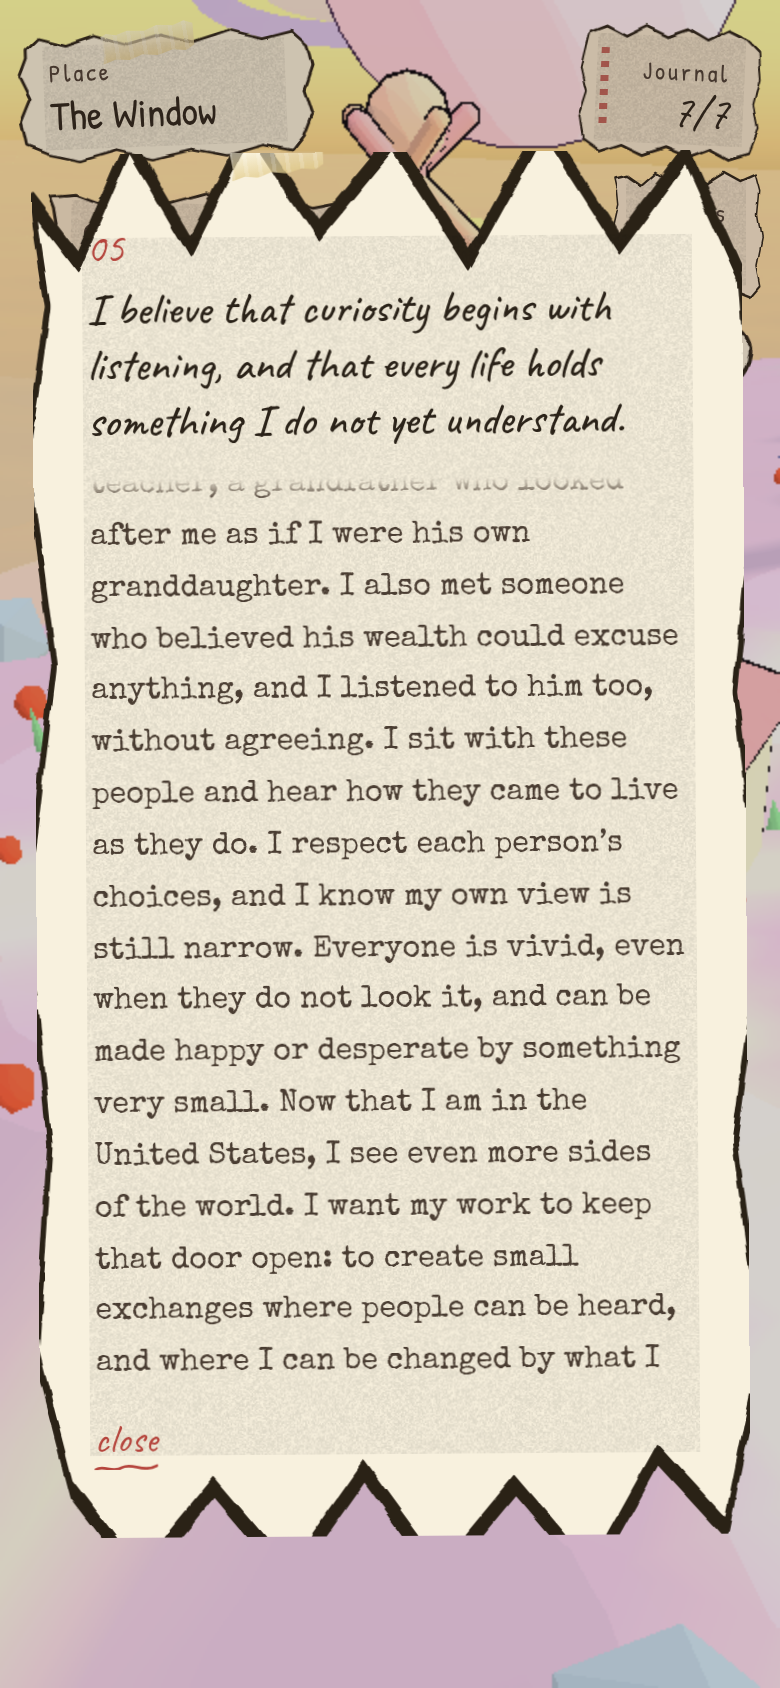 Place
The Window
Journal
7/7
s
05
I believe that curiosity begins with
listening, and that every life holds
something I do not yet understand.
teacher, a grandfather who looked
after me as if I were his own
granddaughter. I also met someone
who believed his wealth could excuse
anything, and I listened to him too,
without agreeing. I sit with these
people and hear how they came to live
as they do. I respect each person's
choices, and I know my own view is
still narrow. Everyone is vivid, even
when they do not look it, and can be
made happy or desperate by something
very small. Now that I am in the
United States, I see even more sides
of the world. I want my work to keep
that door open: to create small
exchanges where people can be heard,
and where I can be changed by what I
close